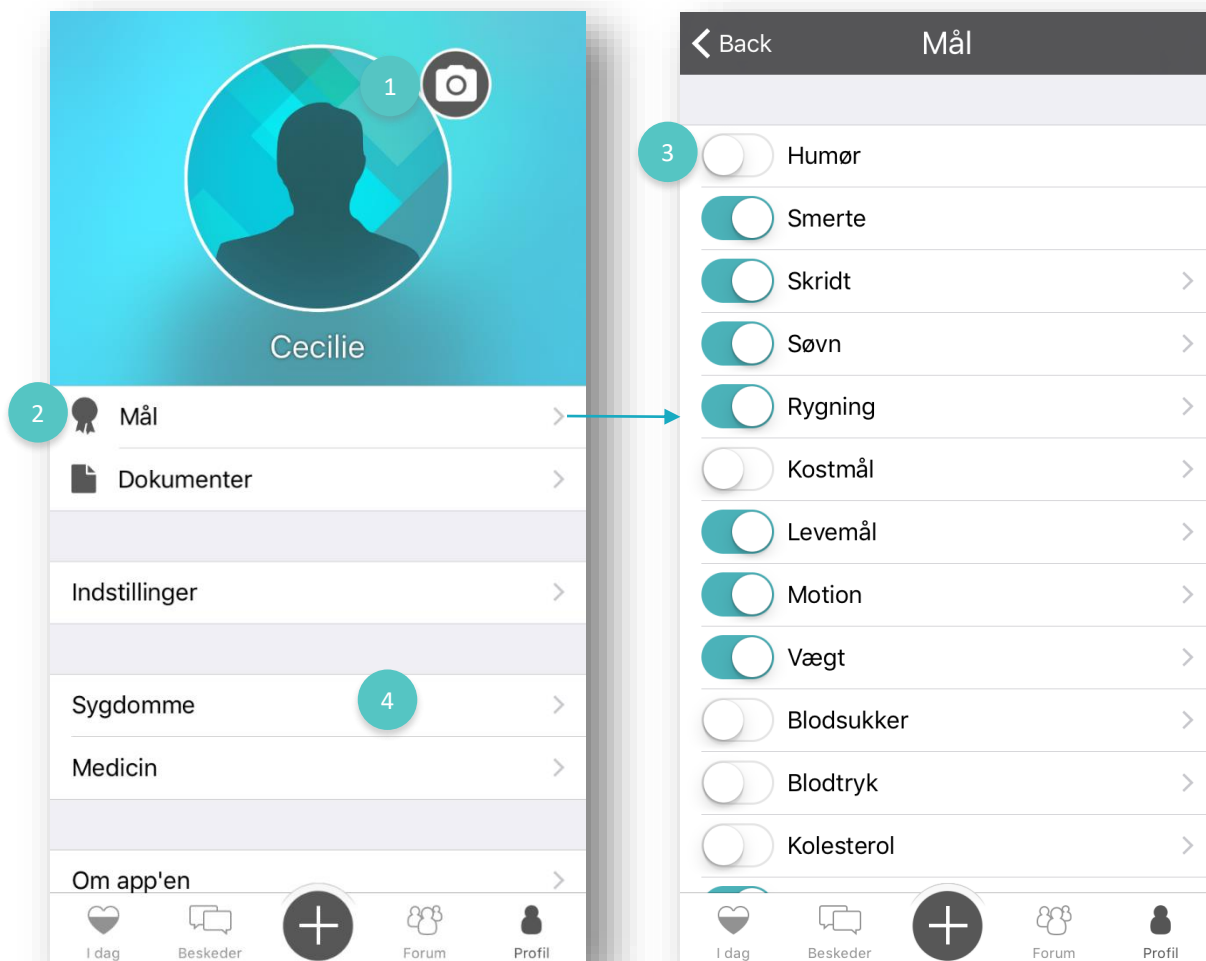 1
Cecilie
2
Mål
Dokumenter
Indstillinger
Sygdomme
4
Medicin
Om app'en
I dag
Beskeder
Forum
Profil
Back
Mål
3
Humør
Smerte
Skridt
Søvn
Rygning
Kostmål
Levemål
Motion
Vægt
Blodsukker
Blodtryk
Kolesterol
I dag
Beskeder
Forum
Profil